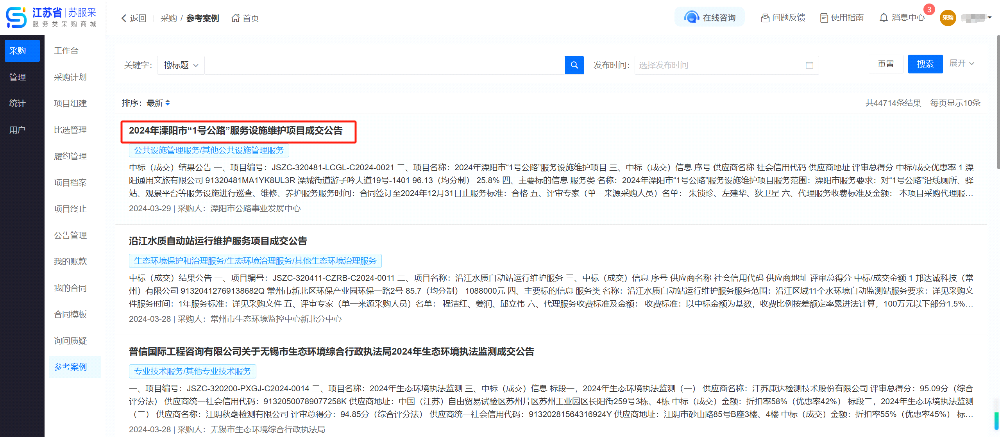 江苏省 | 苏服采
服务类采购商城
返回 | 采购 / 参考案例 首页
在线咨询 问题反馈 使用指南 消息中心 3 采购
采购
管理
统计
用户
工作台
采购计划
项目组建
比选管理
履约管理
项目档案
项目终止
公告管理
我的账款
我的合同
合同模板
询问质疑
参考案例
关键字： 搜标题 发布时间： 选择发布时间 重置 搜索 展开
排序： 最新 共44714条结果 每页显示10条
2024年溧阳市“1号公路”服务设施维护项目成交公告
公共设施管理服务/其他公共设施管理服务
中标（成交）结果公告 一、项目编号：JSZC-320481-LCGL-C2024-0021 二、项目名称：2024年溧阳市“1号公路”服务设施维护项目 三、中标（成交）信息 序号 供应商名称 社会信用代码 供应商地址 评审总得分 中标/成交优惠率 1 溧
阳通用文旅有限公司 91320481MA1YK8UL3R 溧城街道游子吟大道19号-1401 96.13（均分制） 25.8% 四、主要标的信息 服务类 名称：2024年溧阳市“1号公路”服务设施维护项目服务范围：溧阳市服务要求：对“1号公路”沿线厕所、驿
站、观景平台等服务设施进行巡查、维修、养护服务服务时间：合同签订至2024年12月31日止服务标准：合格 五、评审专家（单一来源采购人员）名单： 朱锁珍、左建华、狄卫星 六、代理服务收费标准及金额： 本项目采购代理服...
2024-03-29 | 采购人：溧阳市公路事业发展中心
沿江水质自动站运行维护服务项目成交公告
生态环境保护和治理服务/生态环境治理服务/其他生态环境治理服务
中标（成交）结果公告 一、项目编号：JSZC-320411-CZRB-C2024-0011 二、项目名称：沿江水质自动站运行维护服务 三、中标（成交）信息 序号 供应商名称 社会信用代码 供应商地址 评审总得分 中标/成交金额 1 邦达诚科技（常
州）有限公司 91320412769138682Q 常州市新北区环保产业园环保一路2号 85.7（均分制） 1088000元 四、主要标的信息 服务类 名称：沿江水质自动站运行维护服务服务范围：沿江区域11个水环境自动监测站服务要求：详见采购文
件服务时间：1年服务标准：详见采购文件 五、评审专家（单一来源采购人员）名单： 程洁红、姜润、邱立伟 六、代理服务收费标准及金额： 收费标准：以中标金额为基数，收费比例按差额定率累进法计算，100万元以下部分1.5%...
2024-03-28 | 采购人：常州市生态环境监控中心新北分中心
普信国际工程咨询有限公司关于无锡市生态环境综合行政执法局2024年生态环境执法监测成交公告
专业技术服务/其他专业技术服务
一、项目编号：JSZC-320200-PXGJ-C2024-0014 二、项目名称：2024年生态环境执法监测 三、中标（成交）信息 标段一，2024年生态环境执法监测（一） 供应商名称：江苏康达检测技术股份有限公司 评审总得分：95.09分（综合
评分法） 供应商统一社会信用代码：91320500789077258K 供应商地址：中国（江苏）自由贸易试验区苏州片区苏州工业园区长阳街259号3栋、4栋 中标（成交）金额：折扣率58%（优惠率42%） 标段二，2024年生态环境执法监测
（二） 供应商名称：江阴秋毫检测有限公司 评审总得分：94.85分（综合评分法） 供应商统一社会信用代码：91320281564316924Y 供应商地址：江阴市砂山路85号B座3楼、4楼 中标（成交）金额：折扣率55%（优惠率45%） 标...
2024-03-28 | 采购人：无锡市生态环境综合行政执法局